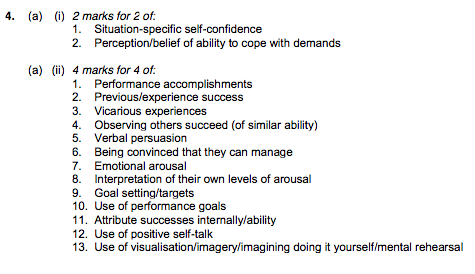 4. (a) (i) 2 marks for 2 of:
1. Situation-specific self-confidence
2. Perception/belief of ability to cope with demands
(a) (ii) 4 marks for 4 of:
1. Performance accomplishments
2. Previous/experience success
3. Vicarious experiences
4. Observing others succeed (of similar ability)
5. Verbal persuasion
6. Being convinced that they can manage
7. Emotional arousal
8. Interpretation of their own levels of arousal
9. Goal setting/targets
10. Use of performance goals
11. Attribute successes internally/ability
12. Use of positive self-talk
13. Use of visualisation/imagery/imagining doing it yourself/mental rehearsal